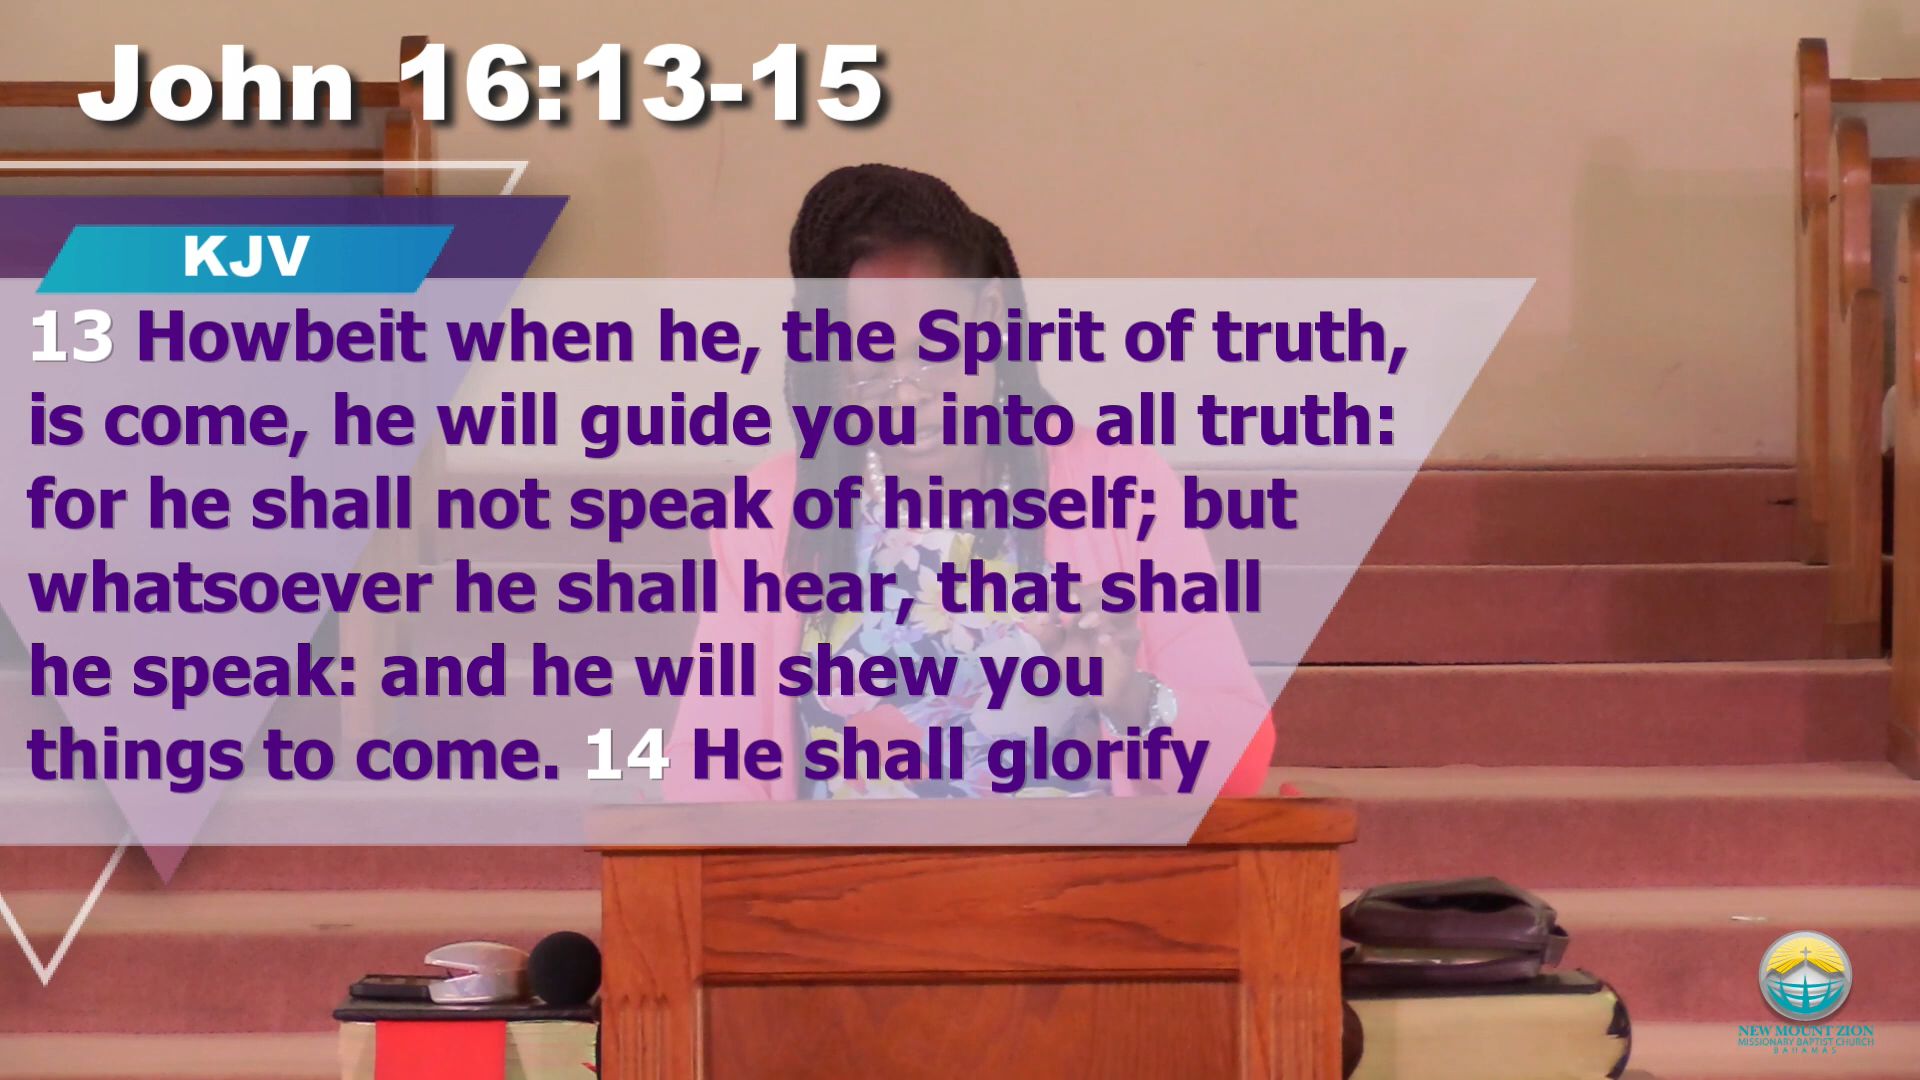 John 16:13-15
KJV
13 Howbeit when he, the Spirit of truth,
is come, he will guide you into all truth:
for he shall not speak of himself; but
whatsoever he shall hear, that shall
he speak: and he will shew you
things to come. 14 He shall glorify
NEW MOUNT ZION
MISSIONARY BAPTIST CHURCH
BAHAMAS